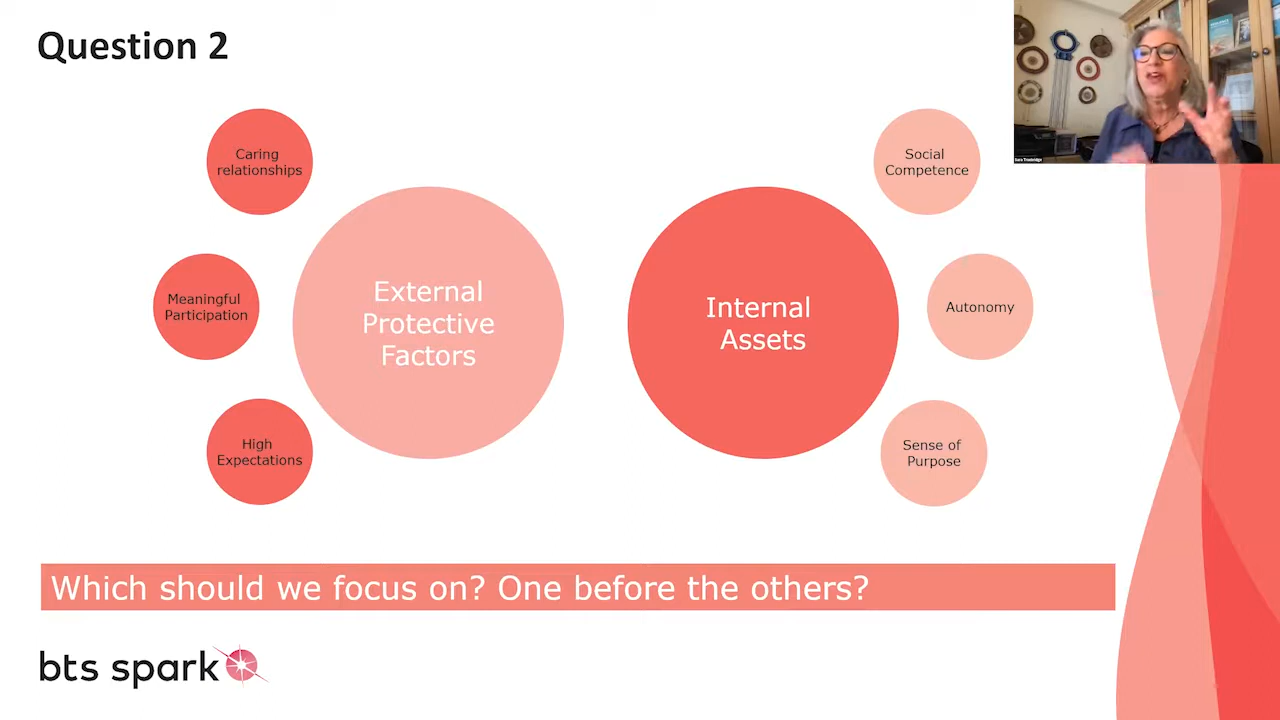 Question 2
Caring
relationships
Meaningful
Participation
High
Expectations
External
Protective
Factors
Internal
Assets
Social
Competence
Autonomy
Sense of
Purpose
Which should we focus on? One before the others?
bts spark